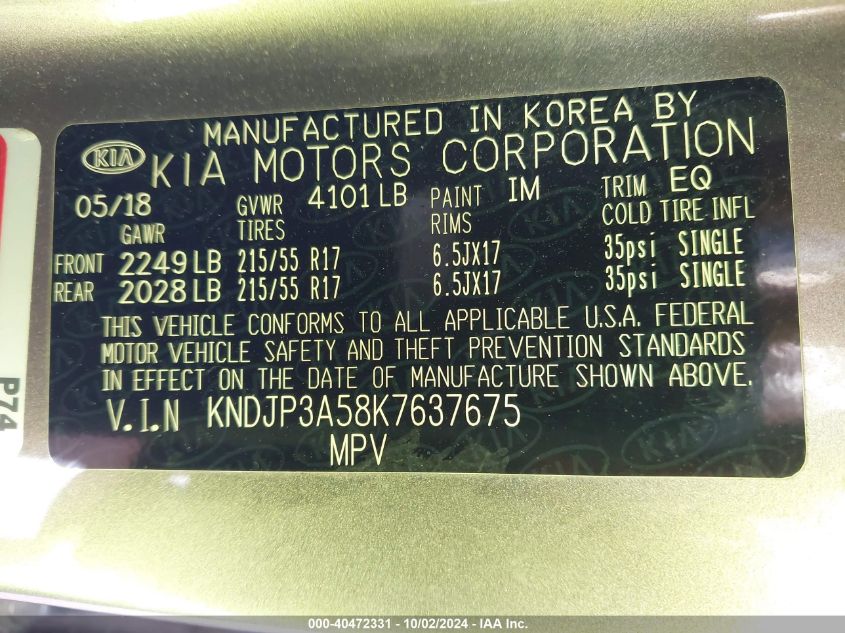 MANUFACTURED IN KOREA BY
KIA KIA MOTORS CORPORATION
05/18 GVWR 4101 LB PAINT IM TRIM EQ
GAWR TIRES RIMS COLD TIRE INFL
FRONT 2249 LB 215/55 R17 6.5JX17 35psi SINGLE
REAR 2028 LB 215/55 R17 6.5JX17 35psi SINGLE
THIS VEHICLE CONFORMS TO ALL APPLICABLE U.S.A. FEDERAL
MOTOR VEHICLE SAFETY AND THEFT PREVENTION STANDARDS
IN EFFECT ON THE DATE OF MANUFACTURE SHOWN ABOVE.
V.I.N KNDJP3A58K7637675
MPV
P74
000-40472331 - 10/02/2024 - IAA Inc.